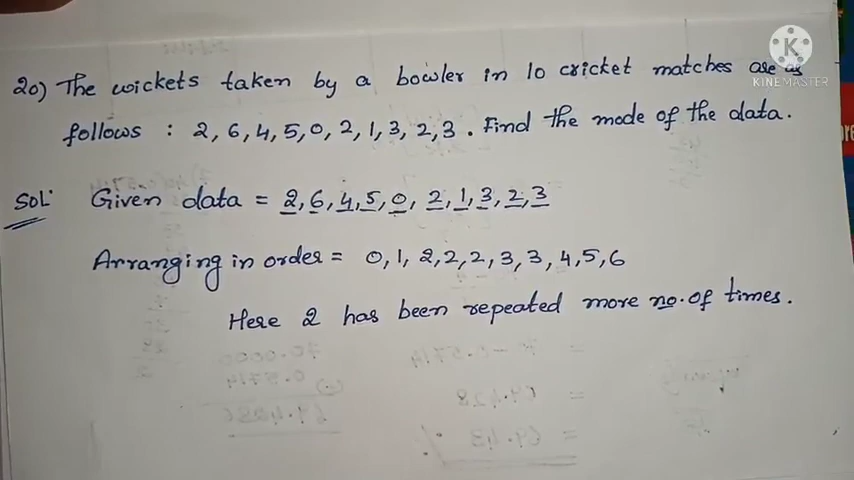 20) The wickets taken by a bowler in 10 cricket matches are as
follows : 2, 6, 4, 5, 0, 2, 1, 3, 2, 3. Find the mode of the data.
Sol: Given data = 2, 6, 4, 5, 0, 2, 1, 3, 2, 3
Arranging in order = 0, 1, 2, 2, 2, 3, 3, 4, 5, 6
Here 2 has been repeated more no. of times.
K
KINEMASTER